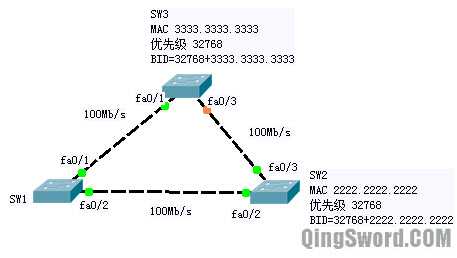 SW3
MAC 3333.3333.3333
优先级 32768
BID=32768+3333.3333.3333
fa0/1
fa0/3
100Mb/s
100Mb/s
fa0/1
fa0/3
SW1
fa0/2
100Mb/s
fa0/2
SW2
MAC 2222.2222.2222
优先级 32768
BID=32768+2222.2222.2222
QingSword.COM